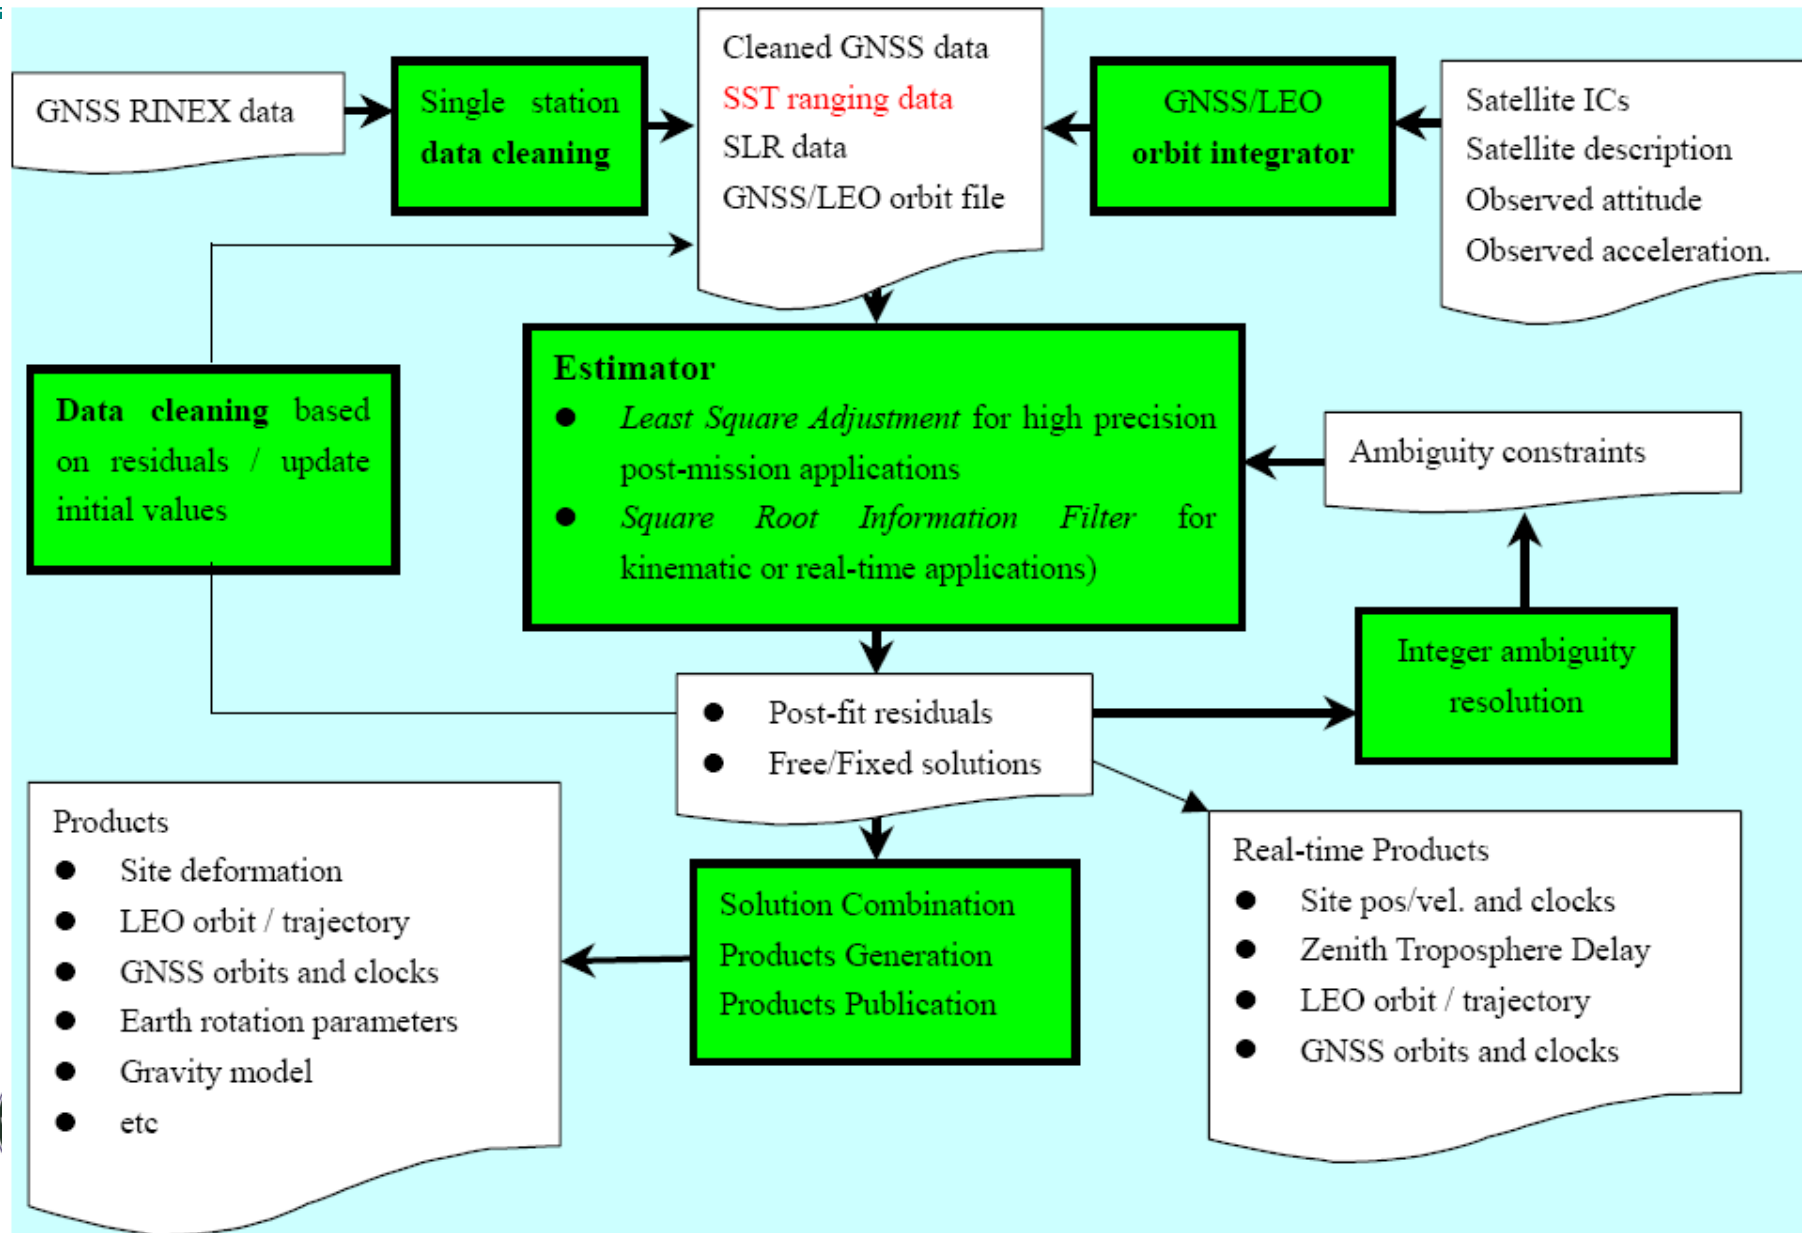 GNSS RINEX data
Single station
data cleaning
Cleaned GNSS data
SST ranging data
SLR data
GNSS/LEO orbit file
GNSS/LEO
orbit integrator
Satellite ICs
Satellite description
Observed attitude
Observed acceleration.
Data cleaning based
on residuals / update
initial values
Estimator
● Least Square Adjustment for high precision
post-mission applications
● Square Root Information Filter for
kinematic or real-time applications)
Ambiguity constraints
Integer ambiguity
resolution
● Post-fit residuals
● Free/Fixed solutions
Products
● Site deformation
● LEO orbit / trajectory
● GNSS orbits and clocks
● Earth rotation parameters
● Gravity model
● etc
Solution Combination
Products Generation
Products Publication
Real-time Products
● Site pos/vel. and clocks
● Zenith Troposphere Delay
● LEO orbit / trajectory
● GNSS orbits and clocks